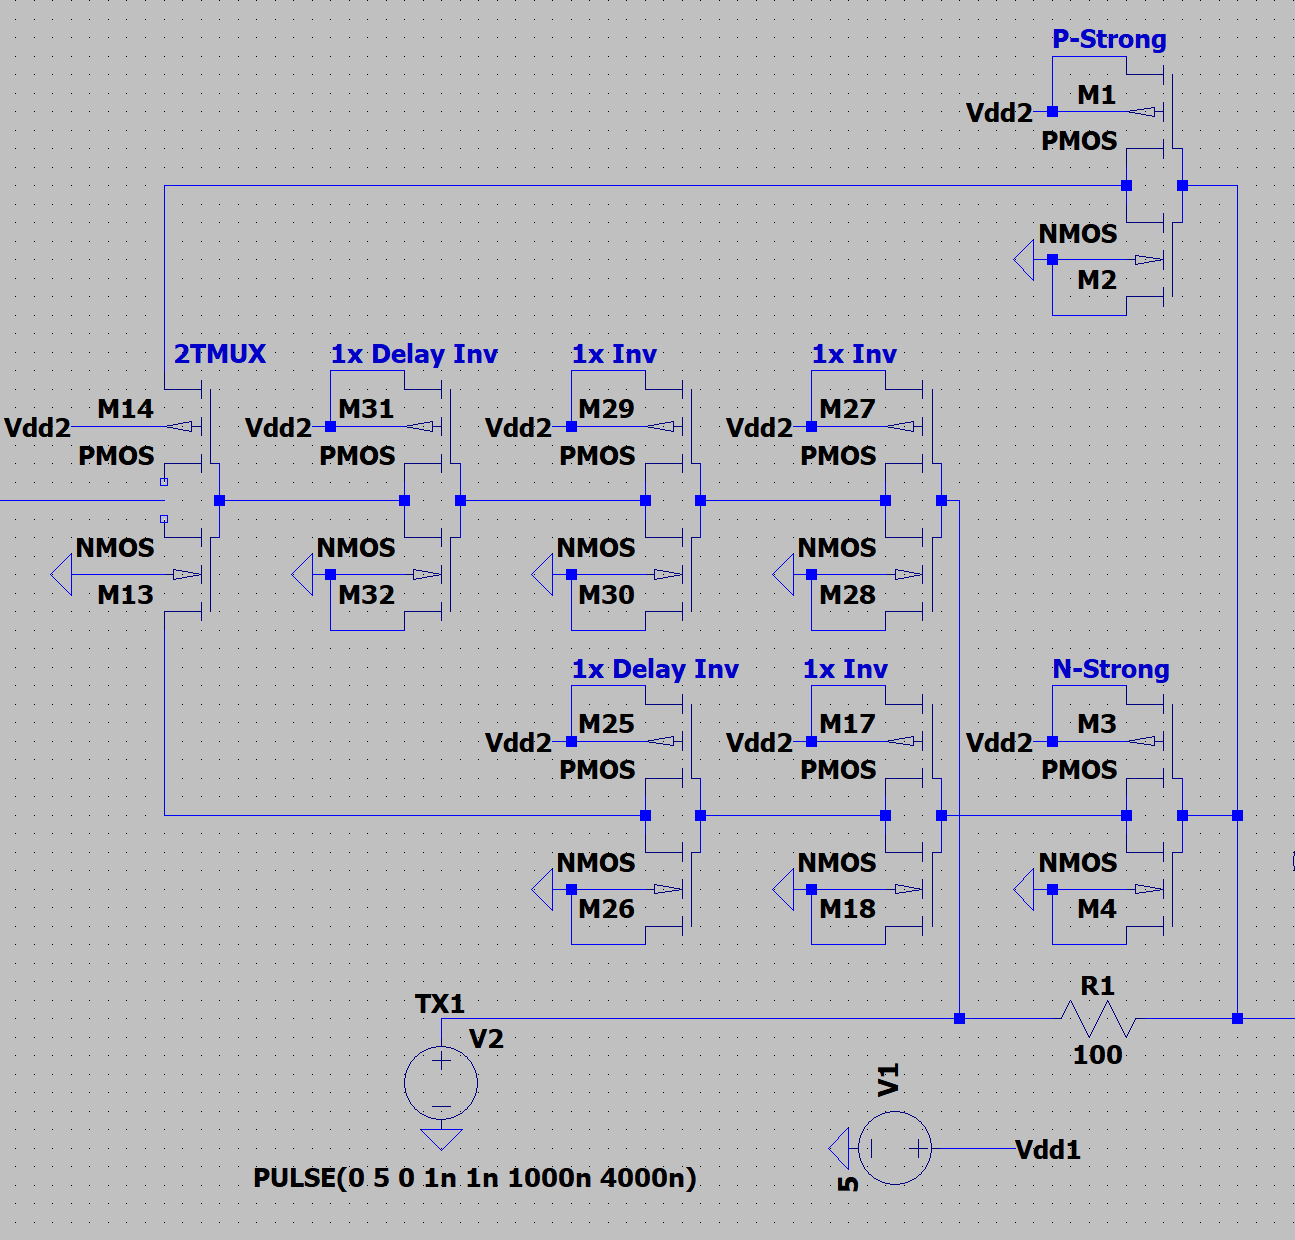 P-Strong
M1
Vdd2
PMOS
NMOS
M2
2TMUX 1x Delay Inv 1x Inv 1x Inv
M14 M31 M29 M27
Vdd2 Vdd2 Vdd2 Vdd2
PMOS PMOS PMOS PMOS
NMOS NMOS NMOS NMOS
M13 M32 M30 M28
1x Delay Inv 1x Inv N-Strong
M25 M17 M3
Vdd2 Vdd2 Vdd2
PMOS PMOS PMOS
NMOS NMOS NMOS
M26 M18 M4
TX1 R1
V2
100
V1
Vdd1
PULSE(0 5 0 1n 1n 1000n 4000n)
5